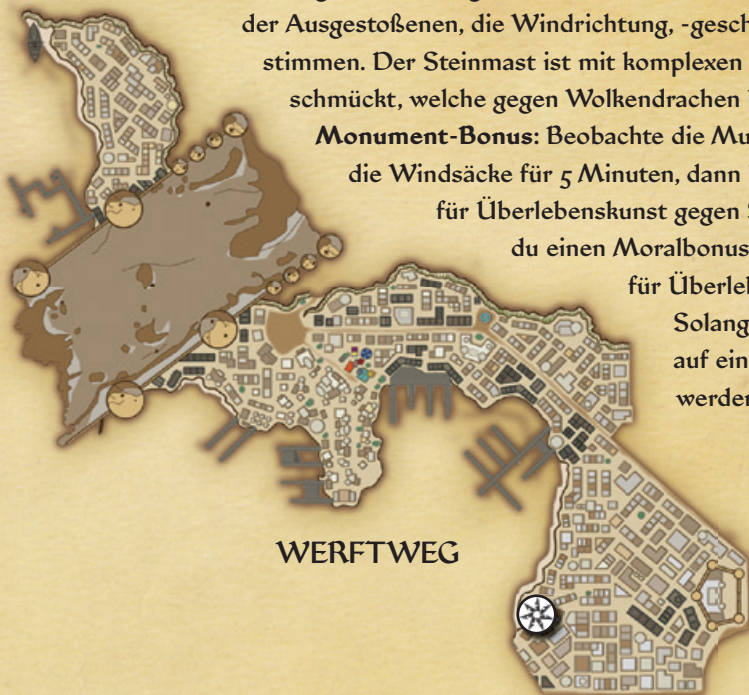 der Ausgestoßenen, die Windrichtung, -gesch
stimmen. Der Steinmast ist mit komplexen
schmückt, welche gegen Wolkendrachen
Monument-Bonus: Beobachte die Mu
die Windsäcke für 5 Minuten, dann
für Überlebenskunst gegen
du einen Moralbonus
für Überle
Solang
auf ein
werden
WERFTWEG